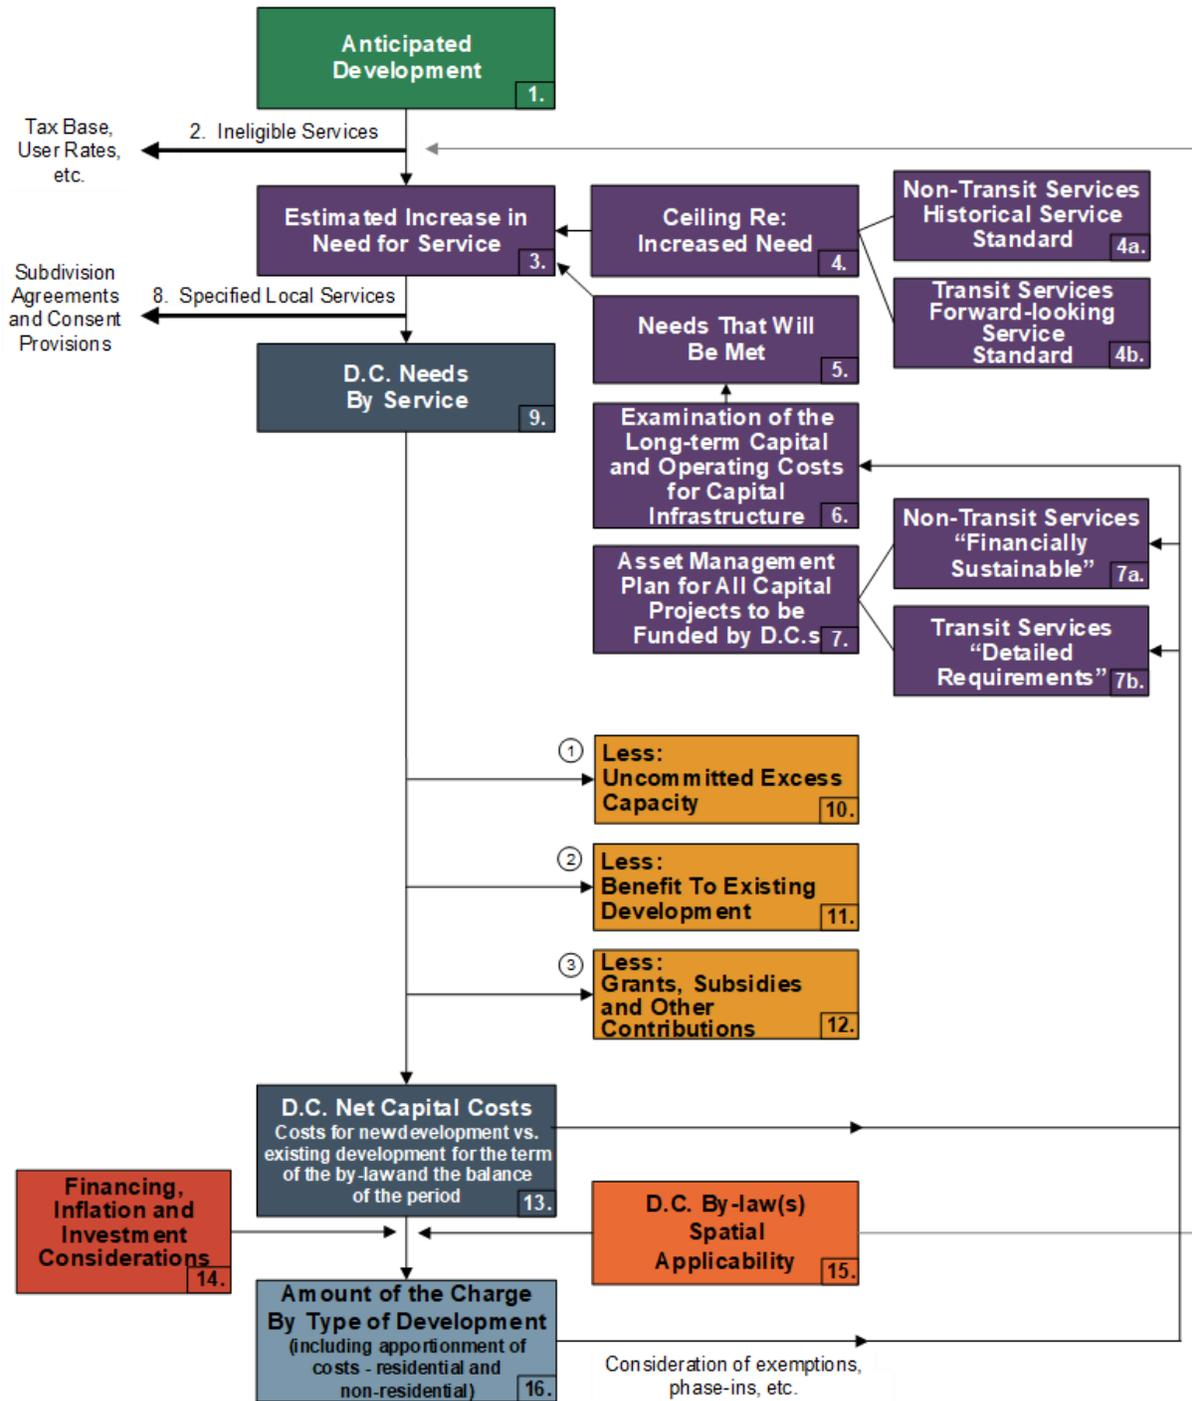 Anticipated
Development
1.
Tax Base,
User Rates,
etc.
2. Ineligible Services
Estimated Increase in
Need for Service
3.
Ceiling Re:
Increased Need
4.
Non-Transit Services
Historical Service
Standard
4a.
Transit Services
Forward-looking
Service
Standard
4b.
Subdivision
Agreements
and Consent
Provisions
8. Specified Local Services
Needs That Will
Be Met
5.
D.C. Needs
By Service
9.
Examination of the
Long-term Capital
and Operating Costs
for Capital
Infrastructure
6.
Asset Management
Plan for All Capital
Projects to be
Funded by D.C.s
7.
Non-Transit Services
“Financially
Sustainable”
7a.
Transit Services
“Detailed
Requirements”
7b.
1
Less:
Uncommitted Excess
Capacity
10.
2
Less:
Benefit To Existing
Development
11.
3
Less:
Grants, Subsidies
and Other
Contributions
12.
D.C. Net Capital Costs
Costs for newdevelopment vs.
existing development for the term
of the by-lawand the balance
of the period
13.
Financing,
Inflation and
Investment
Considerations
14.
D.C. By-law(s)
Spatial
Applicability
15.
Amount of the Charge
By Type of Development
(including apportionment of
costs - residential and
non-residential)
16.
Consideration of exemptions,
phase-ins, etc.